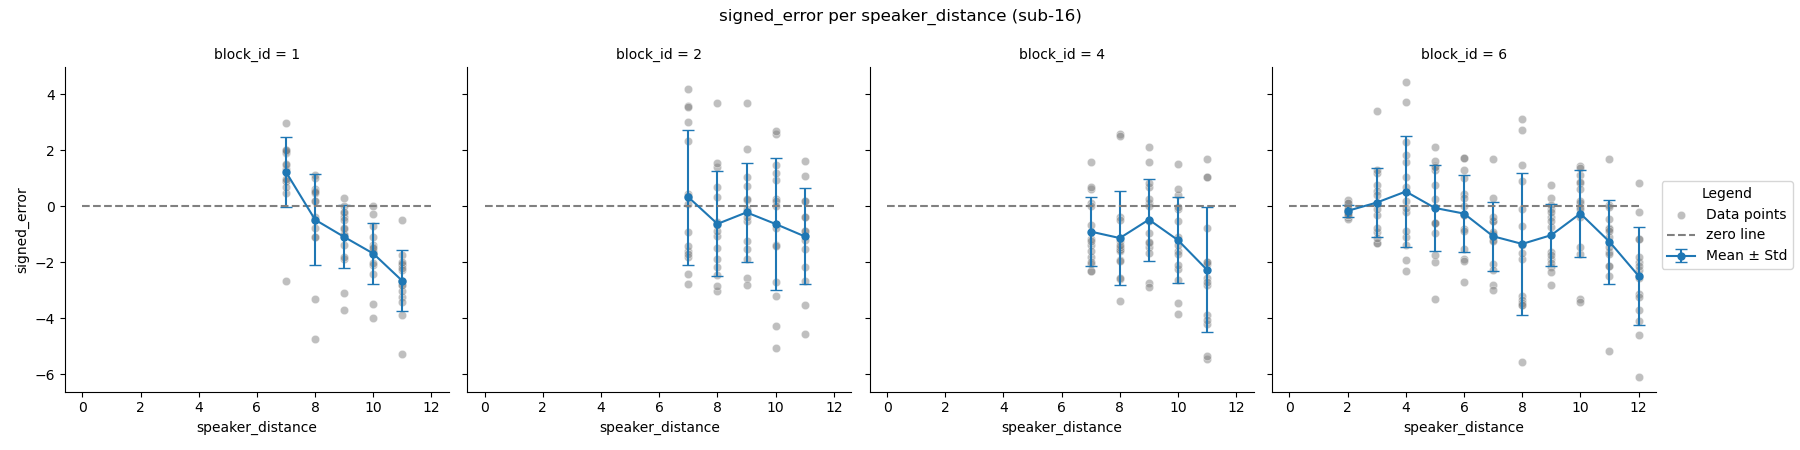 signed_error per speaker_distance (sub-16)
block_id = 1
block_id = 2
block_id = 4
block_id = 6
signed_error
4
2
0
−2
−4
−6
0 2 4 6 8 10 12
0 2 4 6 8 10 12
0 2 4 6 8 10 12
0 2 4 6 8 10 12
speaker_distance
speaker_distance
speaker_distance
speaker_distance
Legend
Data points
zero line
Mean ± Std